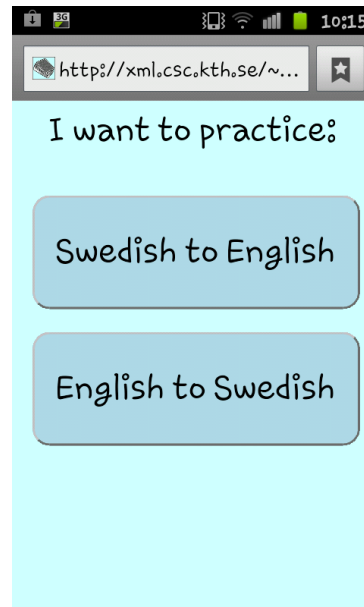 3G 10:15
http://xml.csc.kth.se/~...
I want to practice:
Swedish to English
English to Swedish